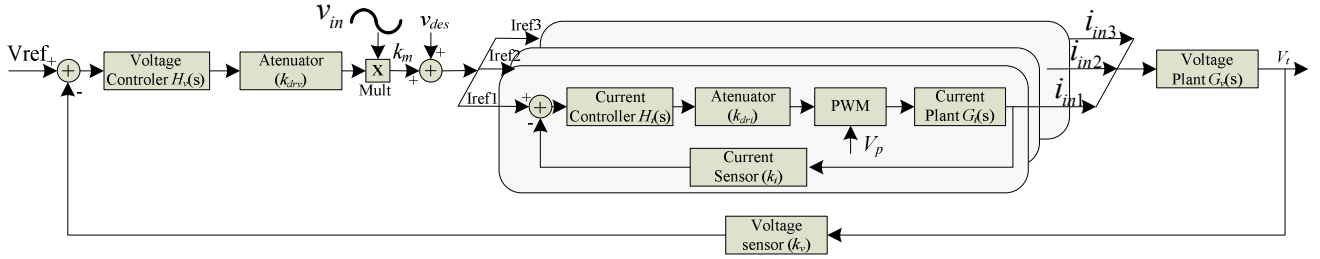 Vref
+
-
Voltage
Controler Hv(s)
Atenuator
(kdrv)
vin
X
Mult
km
vdes
+
+
Iref3
Iref2
Iref1
+
-
Current
Controller Hi(s)
Atenuator
(kdri)
PWM
Vp
Current
Plant Gi(s)
Current
Sensor (ki)
iin3
iin2
iin1
Voltage
Plant Gv(s)
Vt
Voltage
sensor (kv)